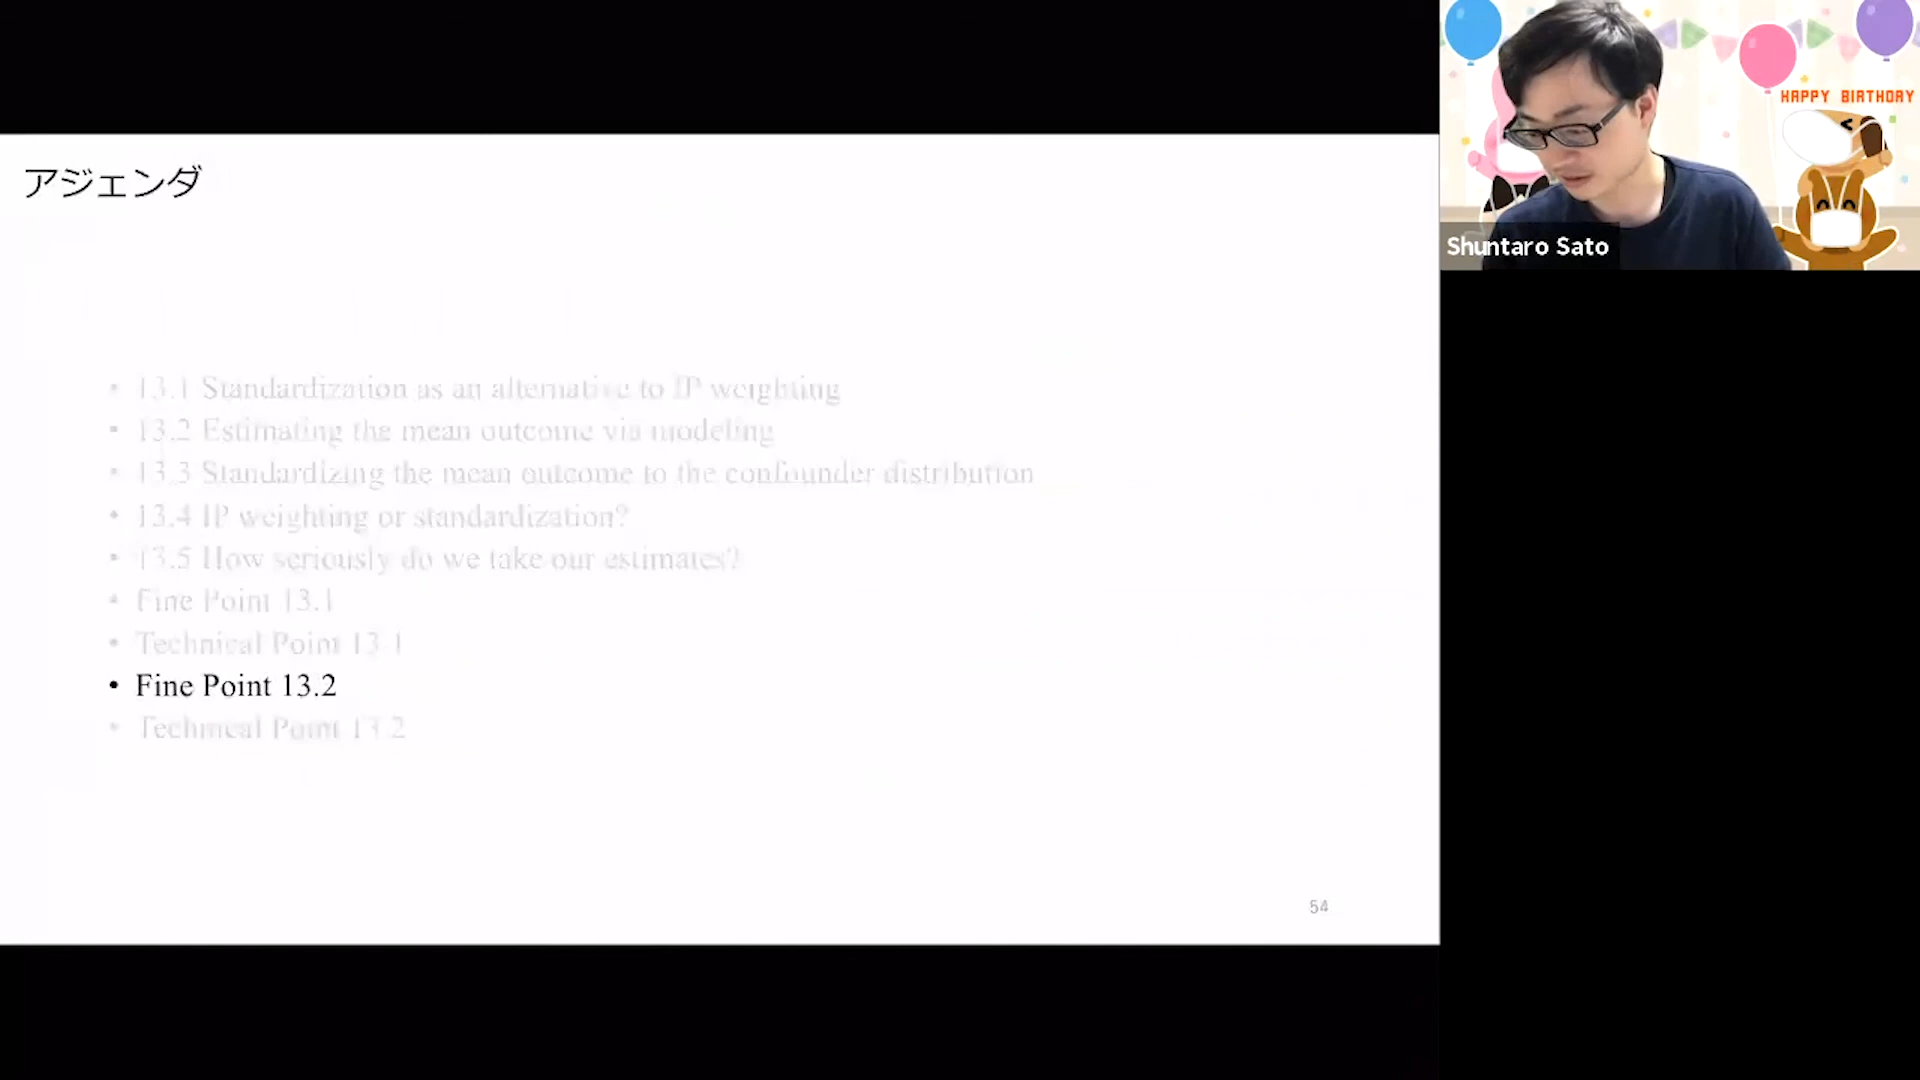 アジェンダ
• 13.1 Standardization as an alternative to IP weighting
• 13.2 Estimating the mean outcome via modeling
• 13.3 Standardizing the mean outcome to the confounder distribution
• 13.4 IP weighting or standardization?
• 13.5 How seriously do we take our estimates?
• Fine Point 13.1
• Technical Point 13.1
• Fine Point 13.2
• Technical Point 13.2
54
HAPPY BIRTHDAY
Shuntaro Sato